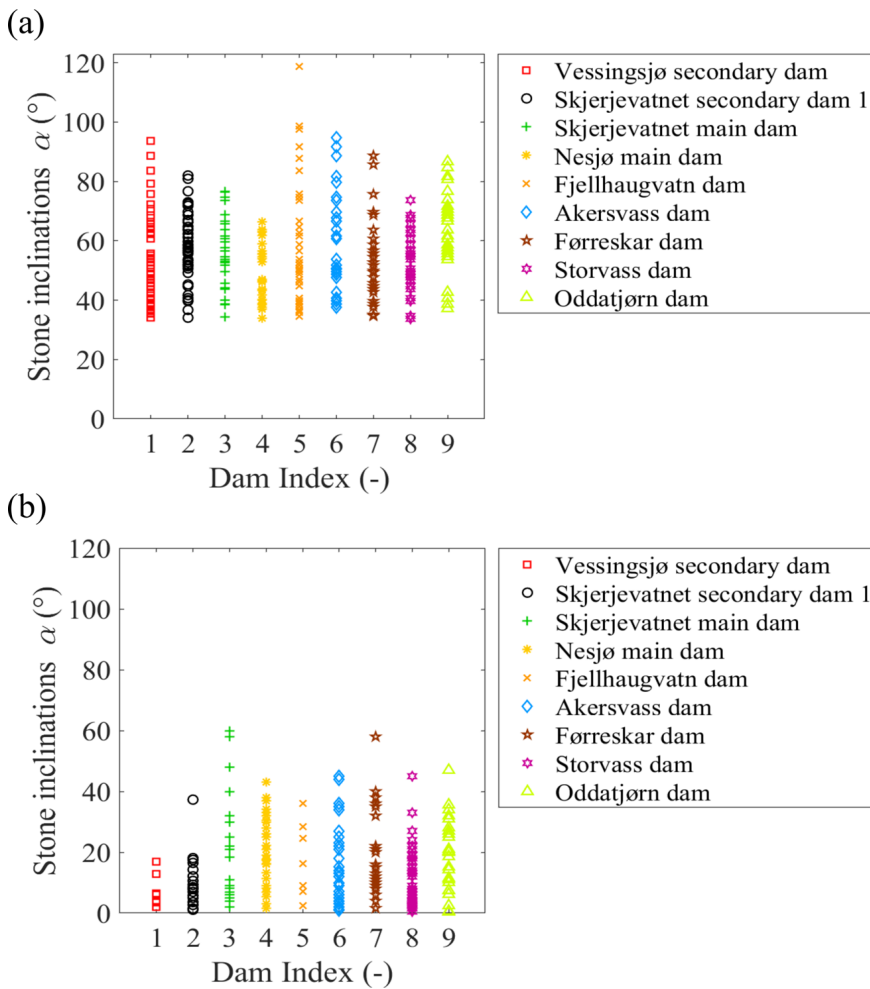 (a)
120
100
80
60
40
20
0
Stone inclinations α (°)
1 2 3 4 5 6 7 8 9
Dam Index (-)
Vessingsjø secondary dam
Skjerjevatnet secondary dam 1
Skjerjevatnet main dam
Nesjø main dam
Fjellhaugvatn dam
Akersvass dam
Førreskar dam
Storvass dam
Oddatjørn dam
(b)
120
100
80
60
40
20
0
Stone inclinations α (°)
1 2 3 4 5 6 7 8 9
Dam Index (-)
Vessingsjø secondary dam
Skjerjevatnet secondary dam 1
Skjerjevatnet main dam
Nesjø main dam
Fjellhaugvatn dam
Akersvass dam
Førreskar dam
Storvass dam
Oddatjørn dam